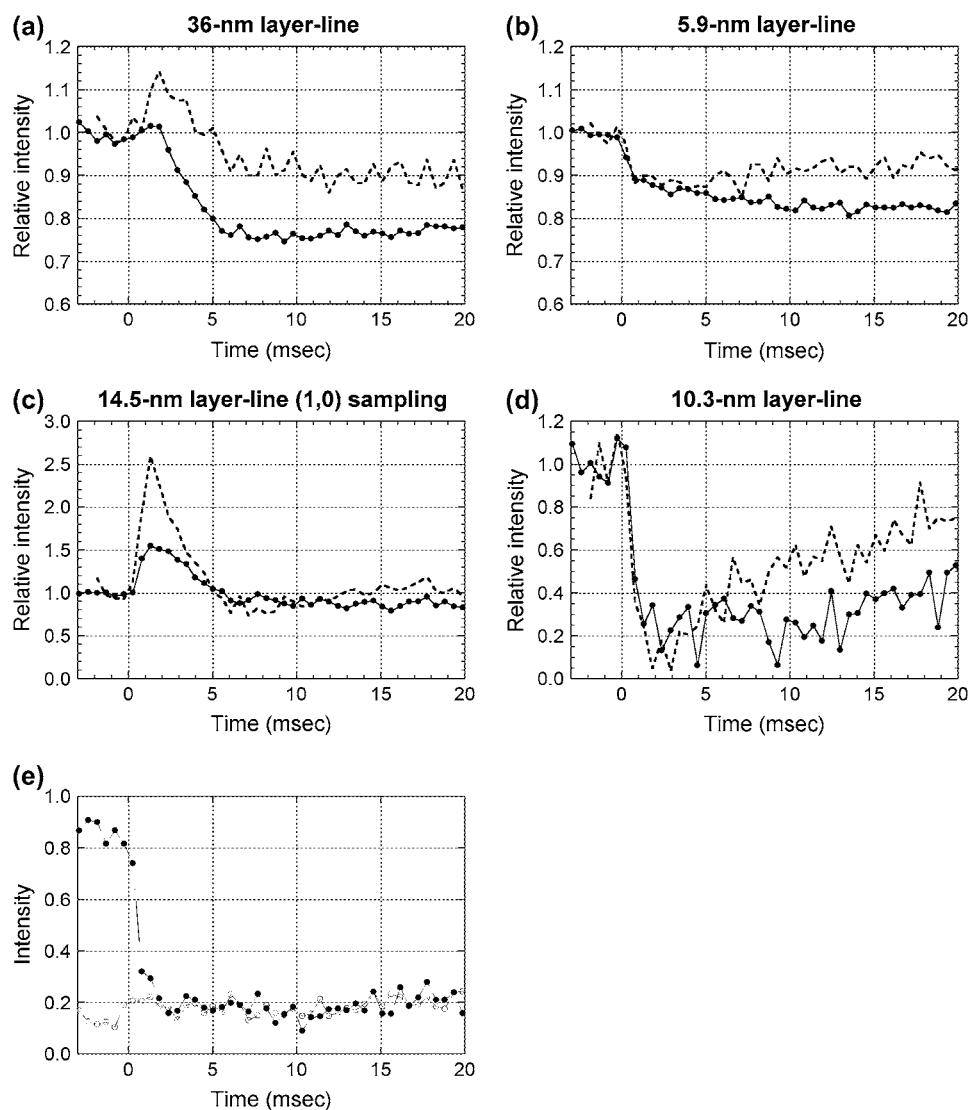 (a) 36-nm layer-line
1.2
1.1
1.0
0.9
0.8
0.7
0.6
Relative intensity
0 5 10 15 20
Time (msec)
(b) 5.9-nm layer-line
1.2
1.1
1.0
0.9
0.8
0.7
0.6
Relative intensity
0 5 10 15 20
Time (msec)
(c) 14.5-nm layer-line (1,0) sampling
3.0
2.5
2.0
1.5
1.0
0.5
0.0
Relative intensity
0 5 10 15 20
Time (msec)
(d) 10.3-nm layer-line
1.2
1.0
0.8
0.6
0.4
0.2
0.0
Relative intensity
0 5 10 15 20
Time (msec)
(e)
1.0
0.8
0.6
0.4
0.2
0.0
Intensity
0 5 10 15 20
Time (msec)